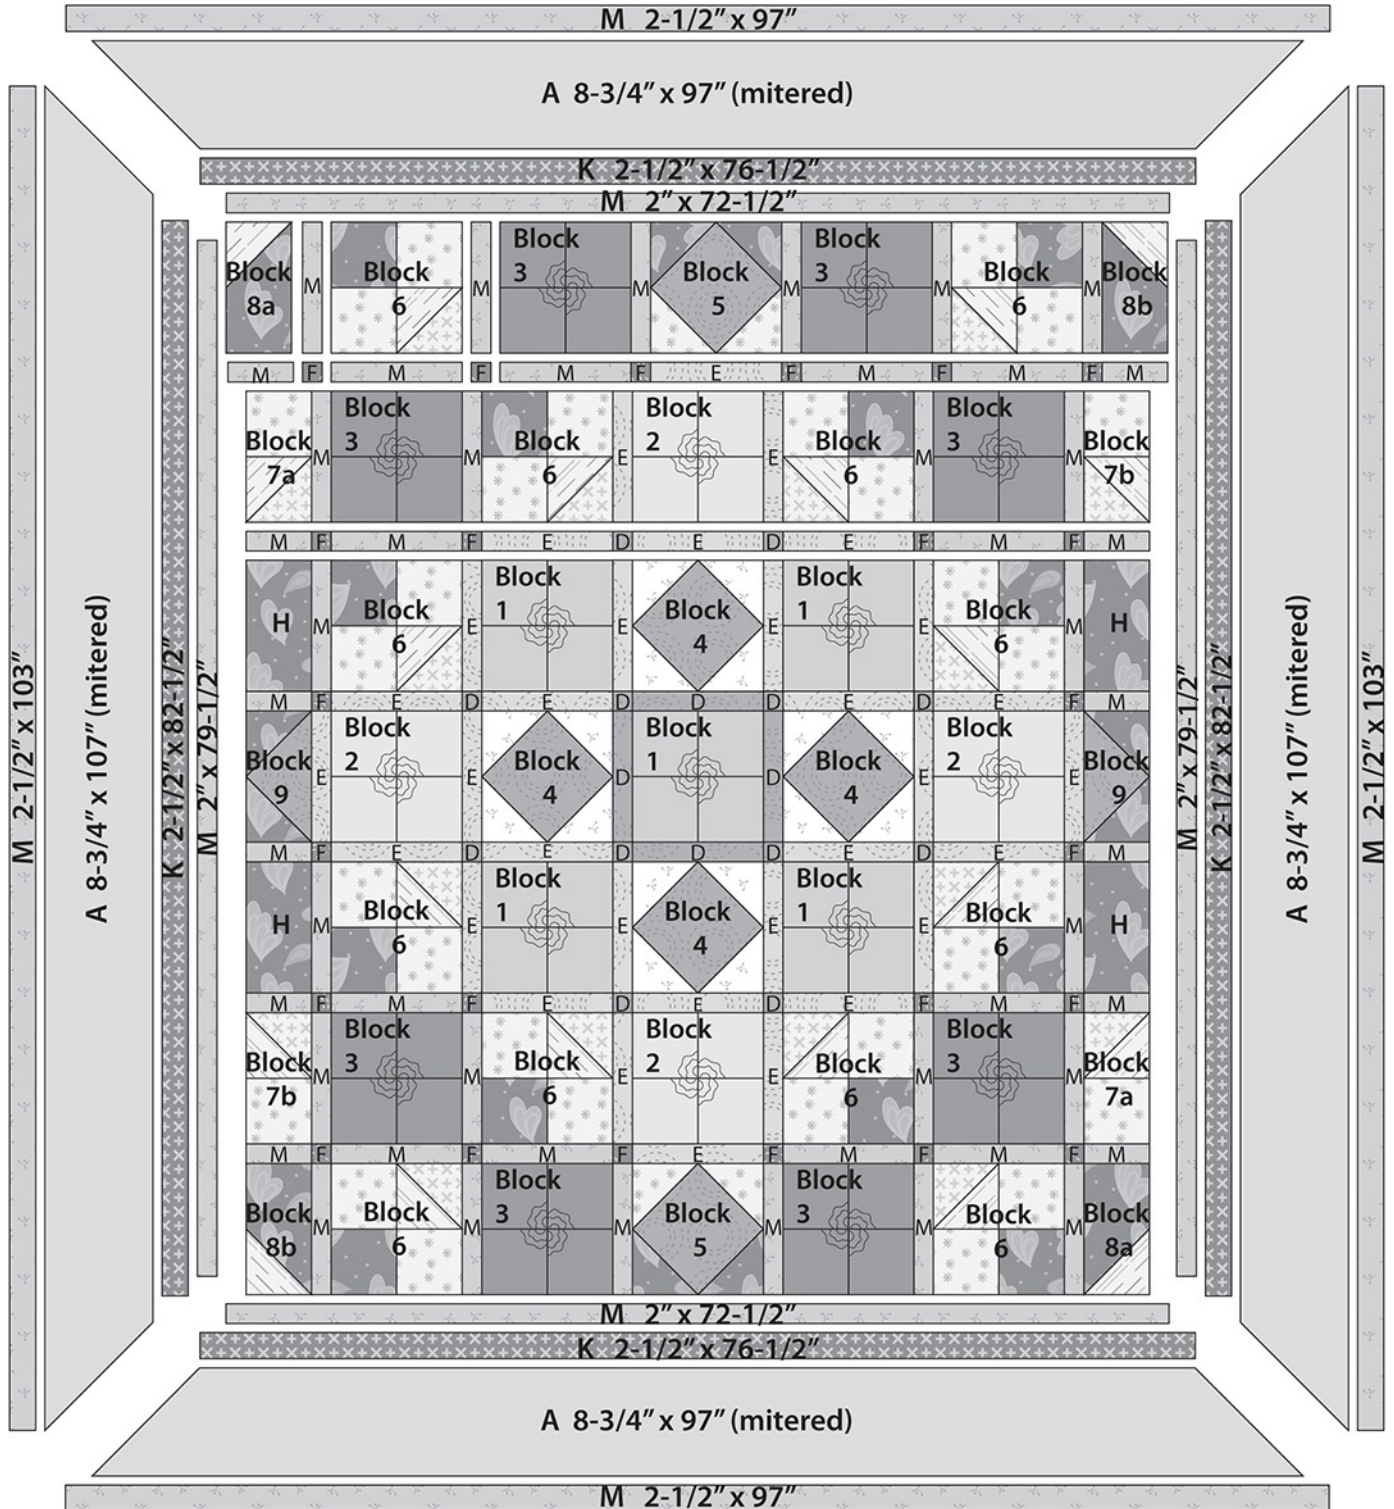 M 2-1/2” x 97”
A 8-3/4” x 97” (mitered)
K 2-1/2” x 76-1/2”
M 2” x 72-1/2”
M 2-1/2” x 103”
A 8-3/4” x 107” (mitered)
K 2-1/2” x 82-1/2”
M 2” x 79-1/2”
Block 8a M Block 6 M Block 3 M Block 5 M Block 3 M Block 6 M Block 8b
M F M F M F E F M F M F M
Block 7a M Block 3 M Block 6 E Block 2 E Block 6 M Block 3 M Block 7b
M F M F E D E D E F M F M
H M Block 6 E Block 1 E Block 4 E Block 1 E Block 6 M H
M F E D E D D D E D E F M
Block 9 E Block 2 E Block 4 D Block 1 D Block 4 E Block 2 E Block 9
M F E D E D D D E D E F M
H M Block 6 E Block 1 E Block 4 E Block 1 E Block 6 M H
M F M F E D E D E F M F M
Block 7b M Block 3 M Block 6 E Block 2 E Block 6 M Block 3 M Block 7a
M F M F M F E F M F M F M
Block 8b M Block 6 M Block 3 M Block 5 M Block 3 M Block 6 M Block 8a
M 2” x 79-1/2”
K 2-1/2” x 82-1/2”
A 8-3/4” x 107” (mitered)
M 2-1/2” x 103”
M 2” x 72-1/2”
K 2-1/2” x 76-1/2”
A 8-3/4” x 97” (mitered)
M 2-1/2” x 97”